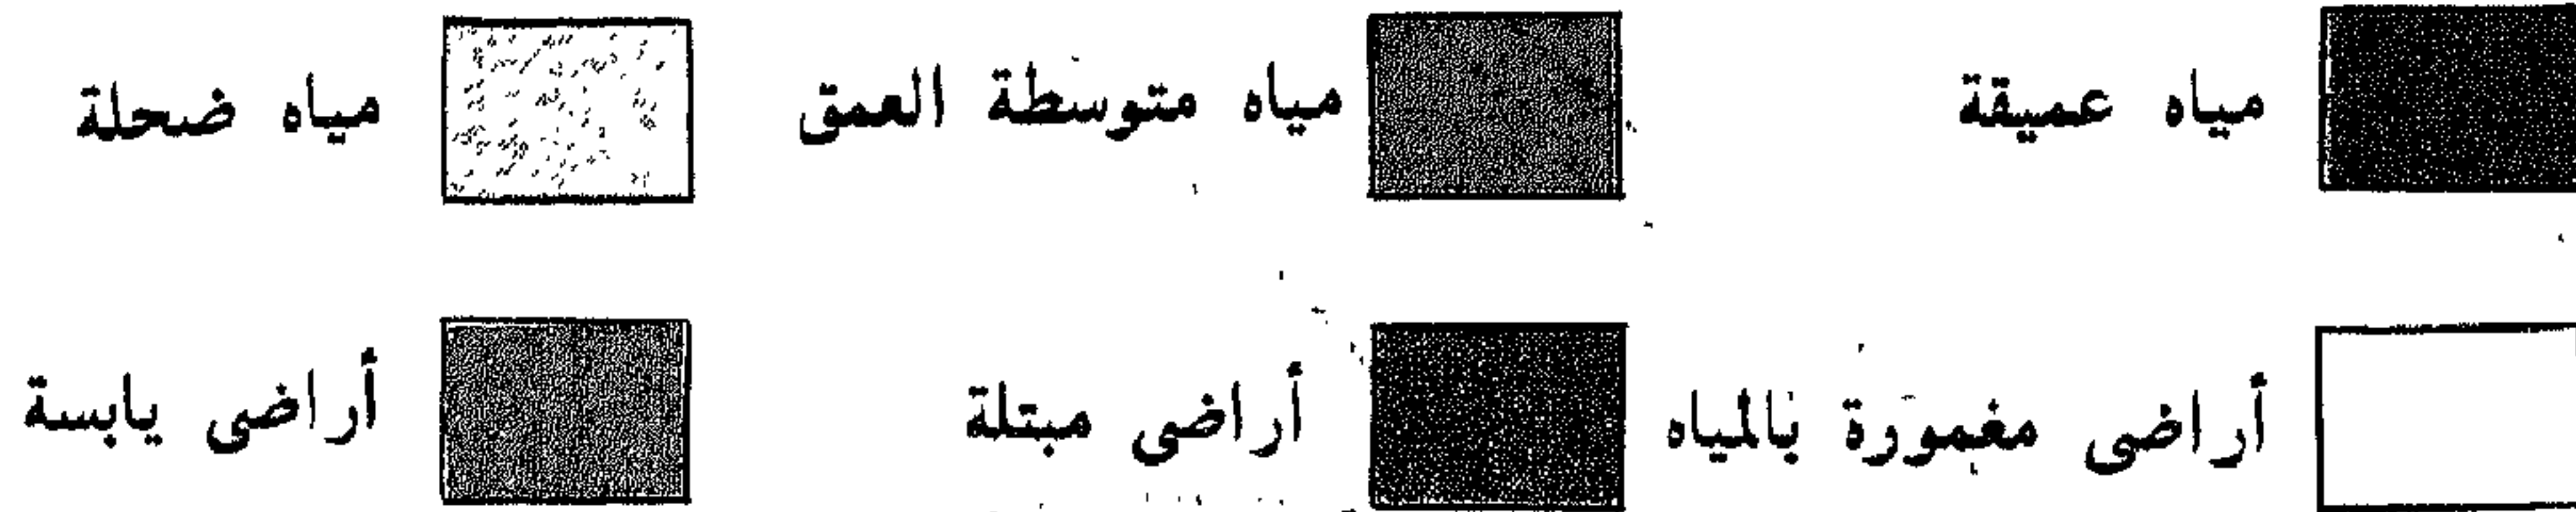 مياه عميقة مياه متوسطة العمق مياه ضحلة
أراضى مغمورة بالمياه أراضى مبتلة أراضى يابسة